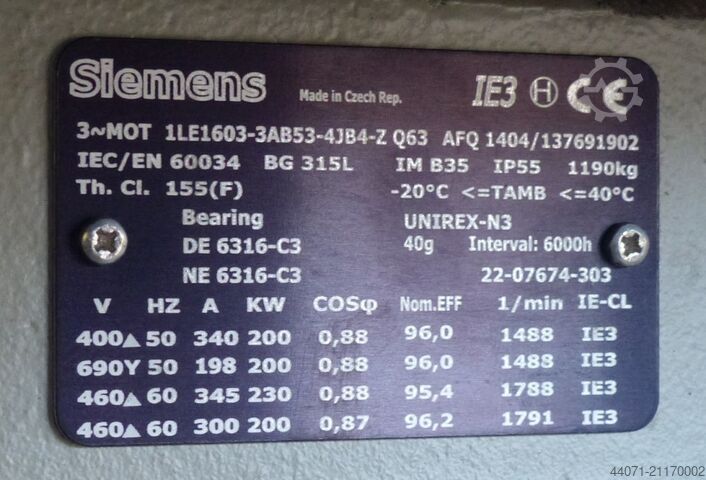 Siemens Made in Czech Rep. IE3 H CE
3~MOT 1LE1603-3AB53-4JB4-Z Q63 AFQ 1404/137691902
IEC/EN 60034 BG 315L IM B35 IP55 1190kg
Th. Cl. 155(F) -20°C <=TAMB <=40°C
Bearing UNIREX-N3
DE 6316-C3 40g Interval: 6000h
NE 6316-C3 22-07674-303
V HZ A KW COSφ Nom.EFF 1/min IE-CL
400▲ 50 340 200 0,88 96,0 1488 IE3
690Y 50 198 200 0,88 96,0 1488 IE3
460▲ 60 345 230 0,88 95,4 1788 IE3
460▲ 60 300 200 0,87 96,2 1791 IE3
44071-21170002